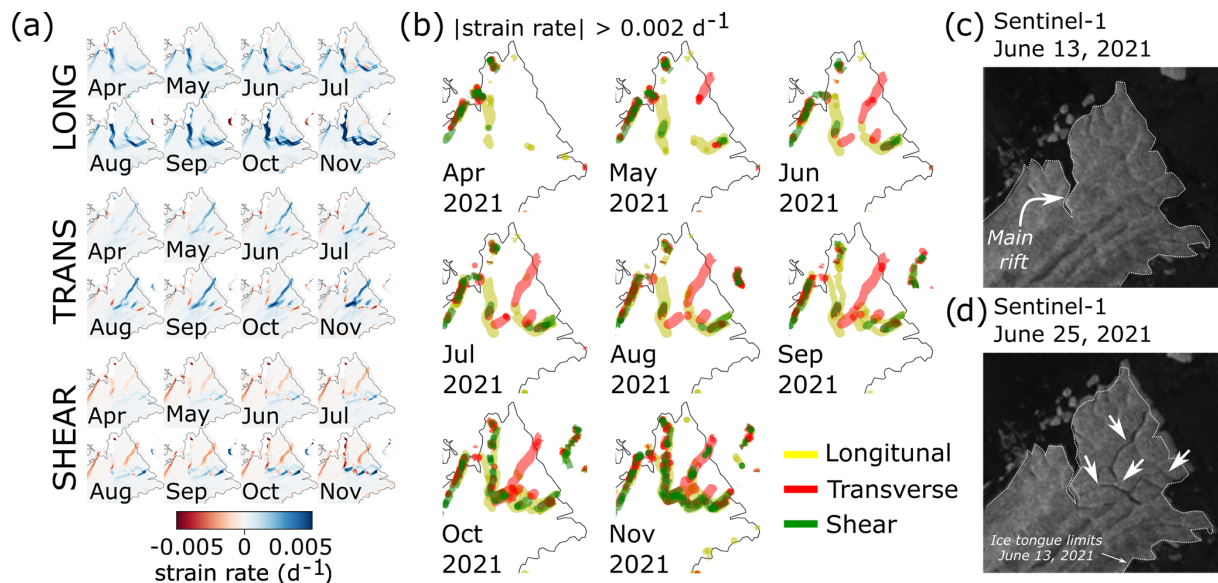 (a)
LONG
Apr
May
Jun
Jul
Aug
Sep
Oct
Nov
TRANS
Apr
May
Jun
Jul
Aug
Sep
Oct
Nov
SHEAR
Apr
May
Jun
Jul
Aug
Sep
Oct
Nov
-0.005 0 0.005
strain rate (d⁻¹)
(b)
|strain rate| > 0.002 d⁻¹
Apr
2021
May
2021
Jun
2021
Jul
2021
Aug
2021
Sep
2021
Oct
2021
Nov
2021
Longitunal
Transverse
Shear
(c)
Sentinel-1
June 13, 2021
Main
rift
(d)
Sentinel-1
June 25, 2021
Ice tongue limits
June 13, 2021